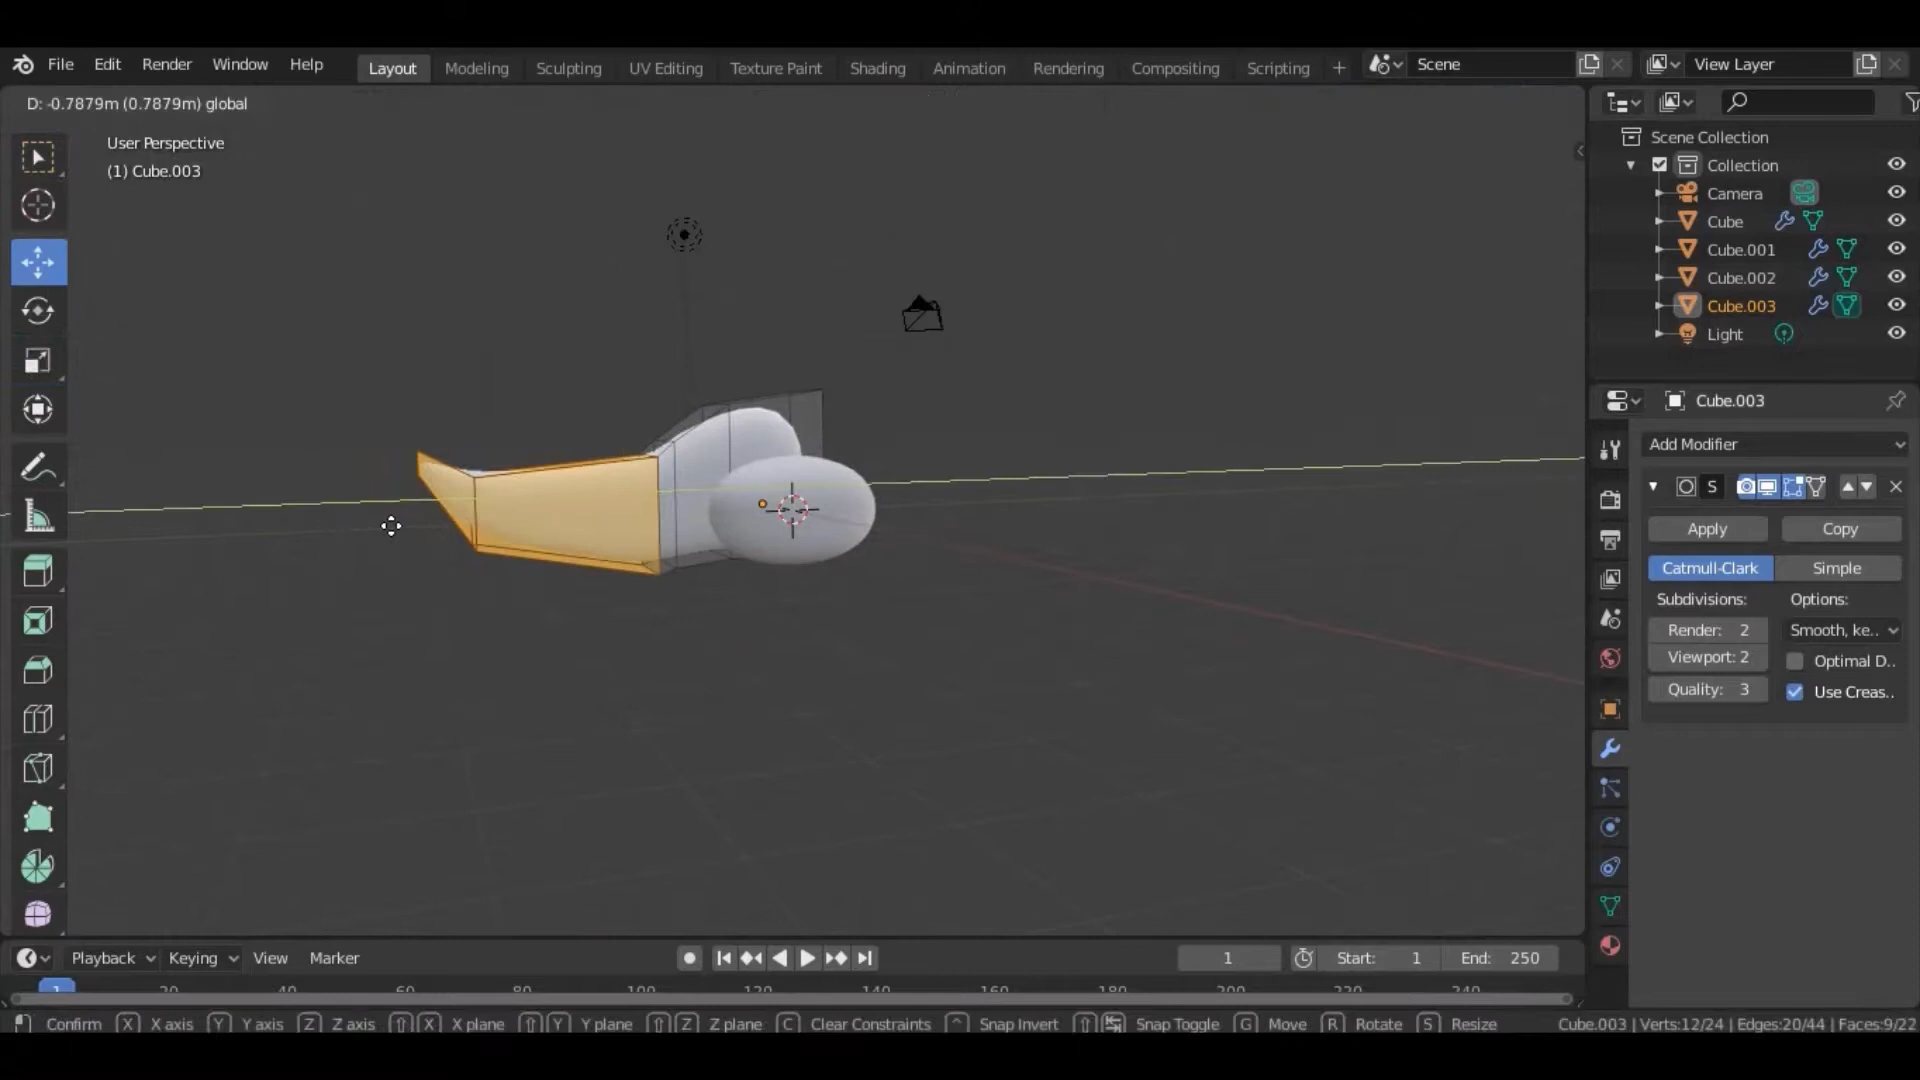 File Edit Render Window Help Layout Modeling Sculpting UV Editing Texture Paint Shading Animation Rendering Compositing Scripting + Scene View Layer
D: -0.7879m (0.7879m) global
User Perspective
(1) Cube.003
Scene Collection
Collection
Camera
Cube
Cube.001
Cube.002
Cube.003
Light
Cube.003
Add Modifier
S
Apply Copy
Catmull-Clark Simple
Subdivisions: Options:
Render: 2 Smooth, ke..
Viewport: 2 Optimal D..
Quality: 3 Use Creas..
Playback Keying View Marker 1 Start: 1 End: 250
1 20 40 60 80 100 120 140 160 180 200 220 240
Confirm X X axis Y Y axis Z Z axis X X plane Y Y plane Z Z plane C Clear Constraints ^ Snap Invert Snap Toggle G Move R Rotate S Resize Cube.003 | Verts:12/24 | Edges:20/44 | Faces:9/22